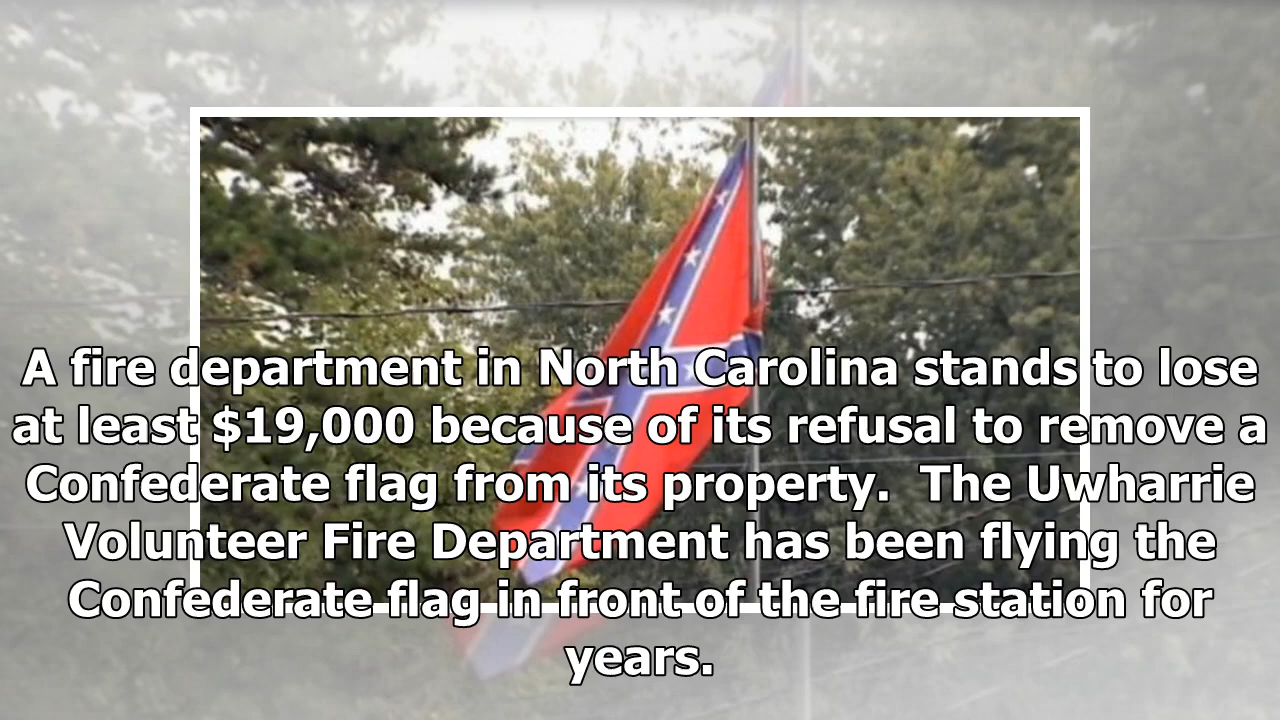 A fire department in North Carolina stands to lose
at least $19,000 because of its refusal to remove a
Confederate flag from its property.  The Uwharrie
Volunteer Fire Department has been flying the
Confederate flag in front of the fire station for
years.